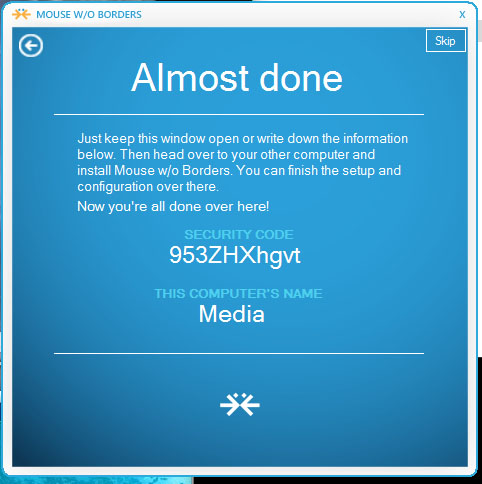 MOUSE W/O BORDERS
X
Skip
Almost done
Just keep this window open or write down the information
below. Then head over to your other computer and
install Mouse w/o Borders. You can finish the setup and
configuration over there.
Now you're all done over here!
SECURITY CODE
953ZHXhgvt
THIS COMPUTER'S NAME
Media